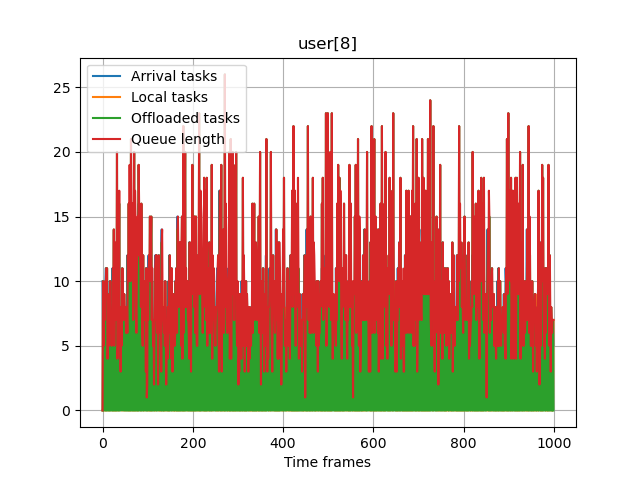 user[8]
Arrival tasks
Local tasks
Offloaded tasks
Queue length
25
20
15
10
5
0
0 200 400 600 800 1000
Time frames